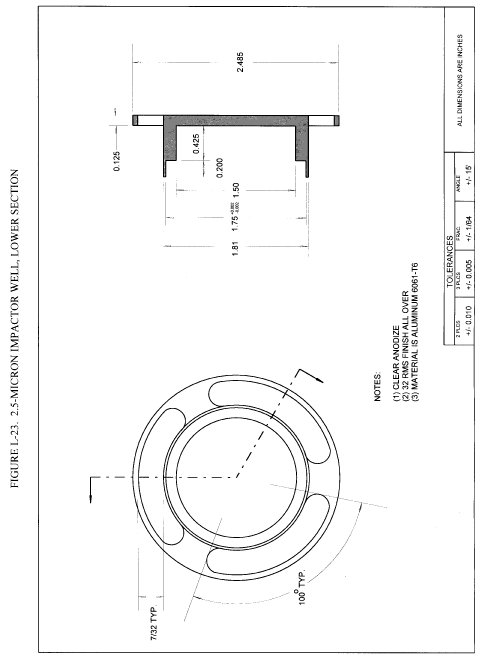 FIGURE L-23. 2.5-MICRON IMPACTOR WELL, LOWER SECTION
2.485
0.125
0.425
0.200
1.50
1.75 +0.002 -0.002
1.81
7/32 TYP.
100° TYP.
NOTES:
(1) CLEAR ANODIZE
(2) 32 RMS FINISH ALL OVER
(3) MATERIAL IS ALUMINUM 6061-T6
TOLERANCES
2 PLCS 3 PLCS FRAC. ANGLE
+/- 0.010 +/- 0.005 +/- 1/64 +/- 15'
ALL DIMENSIONS ARE INCHES